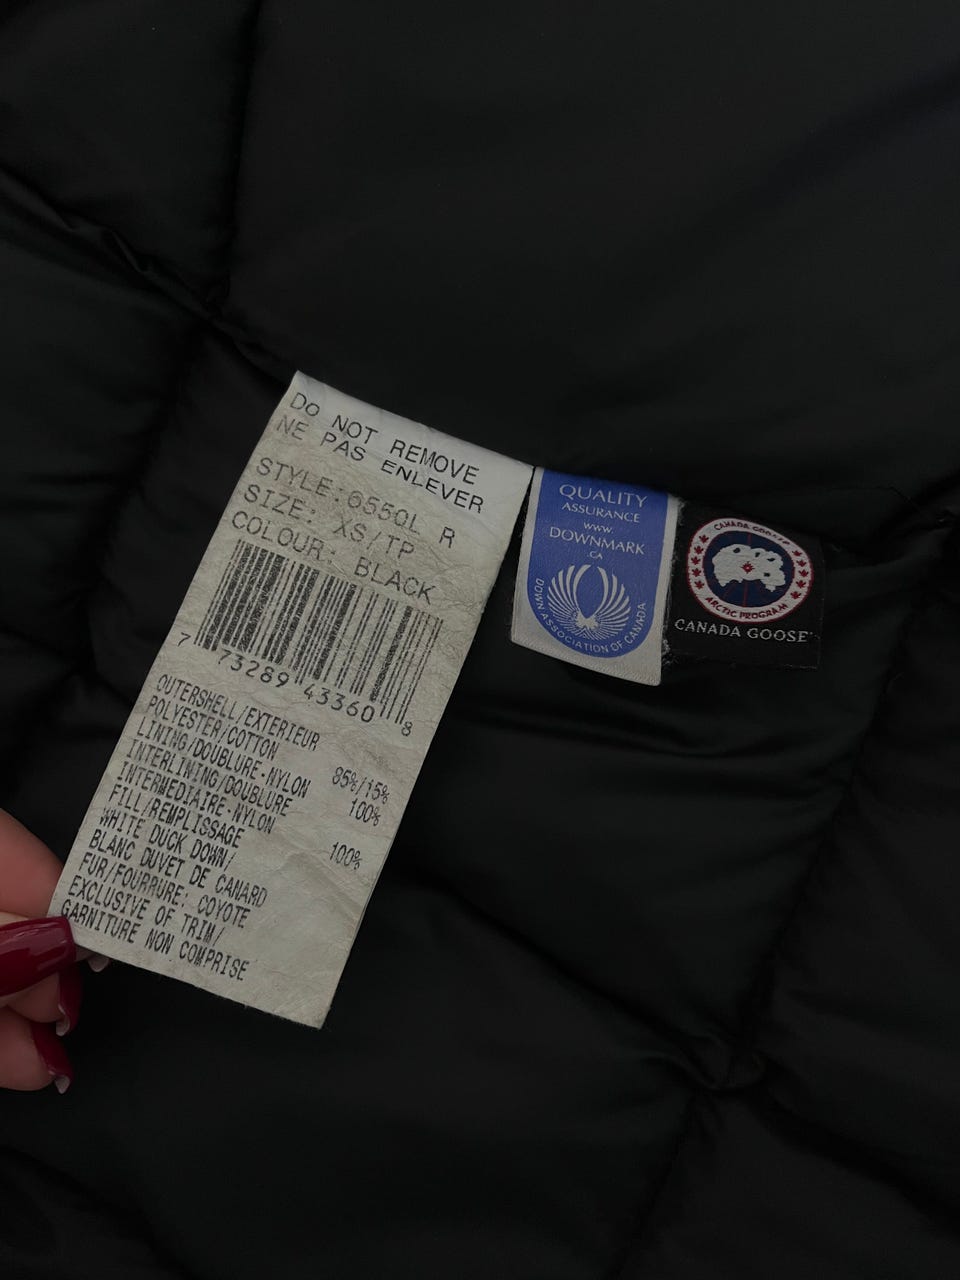 DO NOT REMOVE
NE PAS ENLEVER
STYLE: 6550L R
SIZE: XS/TP
COLOUR: BLACK
7 73289 43360 8
OUTERSHELL/EXTERIEUR
POLYESTER/COTTON 85%/15%
LINING/DOUBLURE-NYLON 100%
INTERLINING/DOUBLURE
INTERMEDIAIRE-NYLON 100%
FILL/REMPLISSAGE
WHITE DUCK DOWN/
BLANC DUVET DE CANARD
FUR/FOURRURE: COYOTE
EXCLUSIVE OF TRIM/
GARNITURE NON COMPRISE
QUALITY
ASSURANCE
www.
DOWNMARK
.CA
DOWN ASSOCIATION OF CANADA
CANADA GOOSE
ARCTIC PROGRAM
CANADA GOOSE